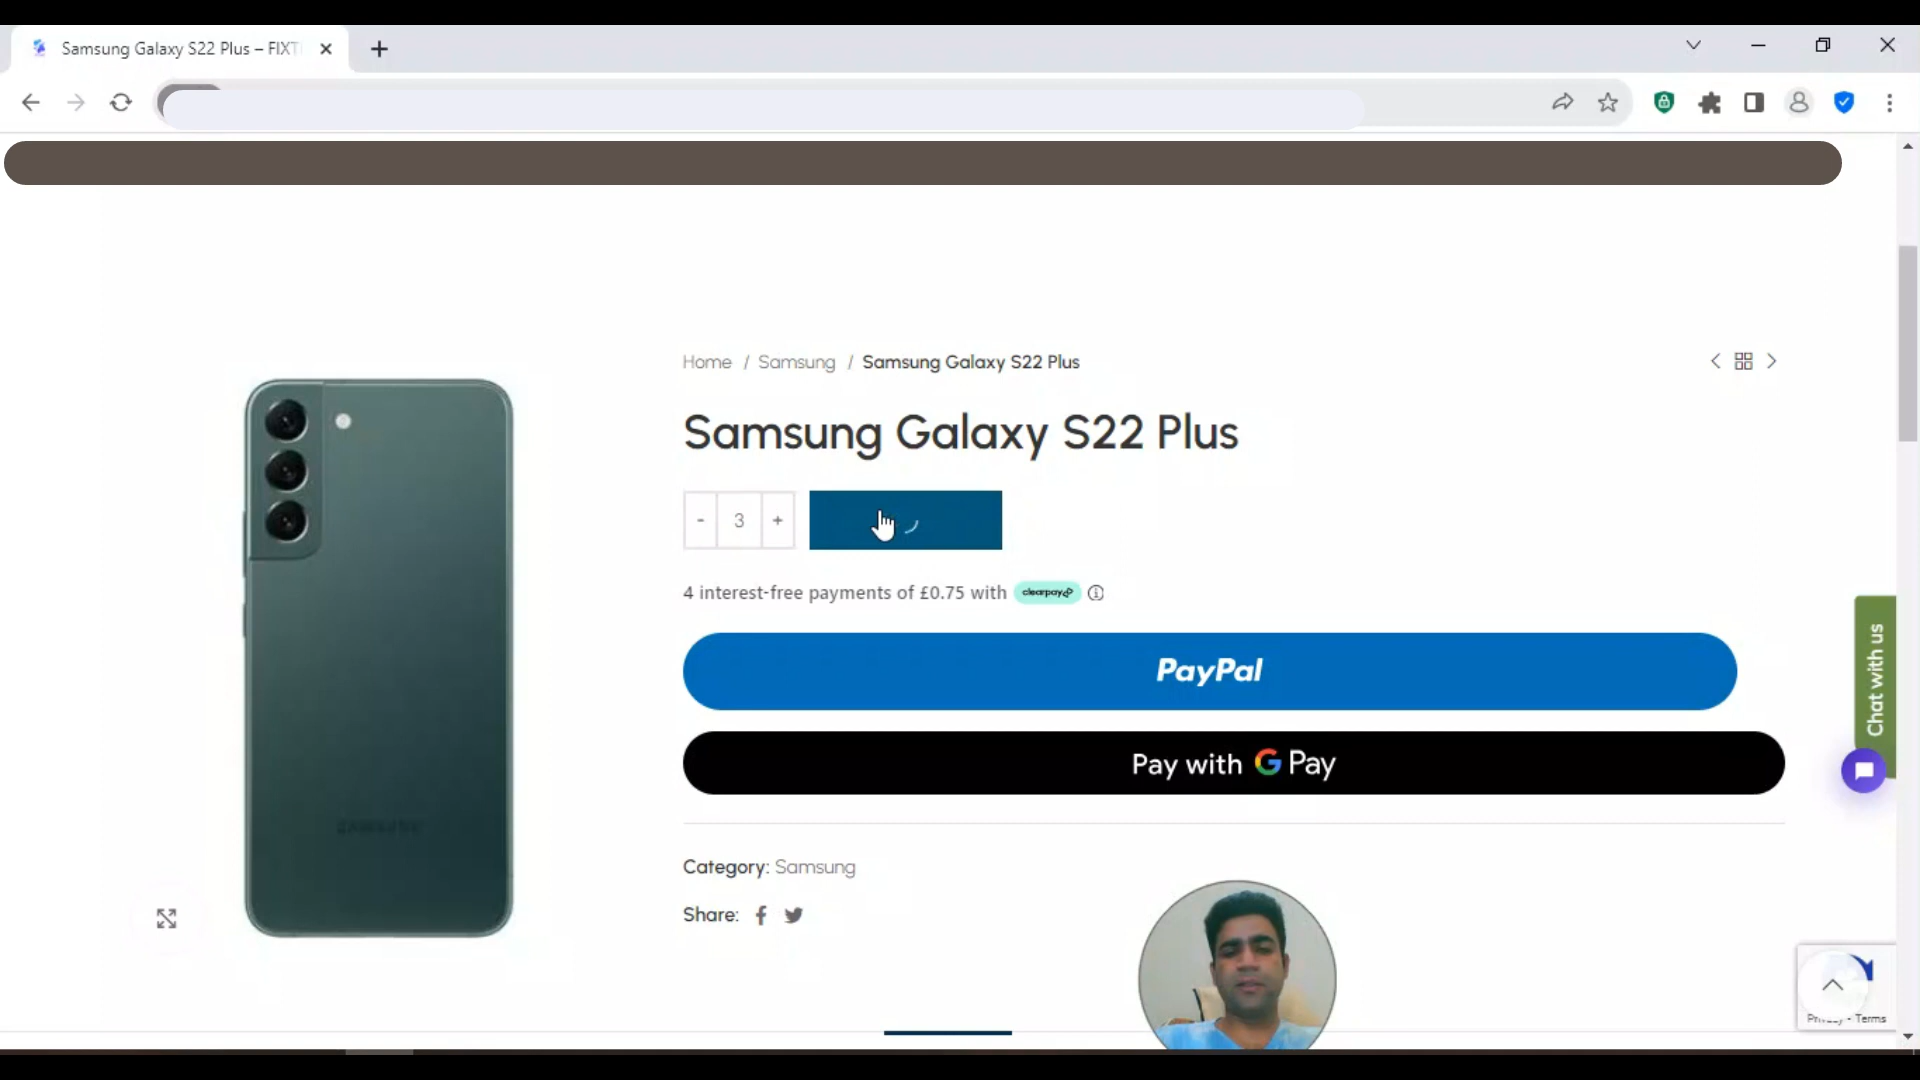 Samsung Galaxy S22 Plus – FIXT
Home / Samsung / Samsung Galaxy S22 Plus
Samsung Galaxy S22 Plus
- 3 +
4 interest-free payments of £0.75 with clearpay
PayPal
Pay with G Pay
Category: Samsung
Share:
Chat with us
SAMSUNG
- Terms